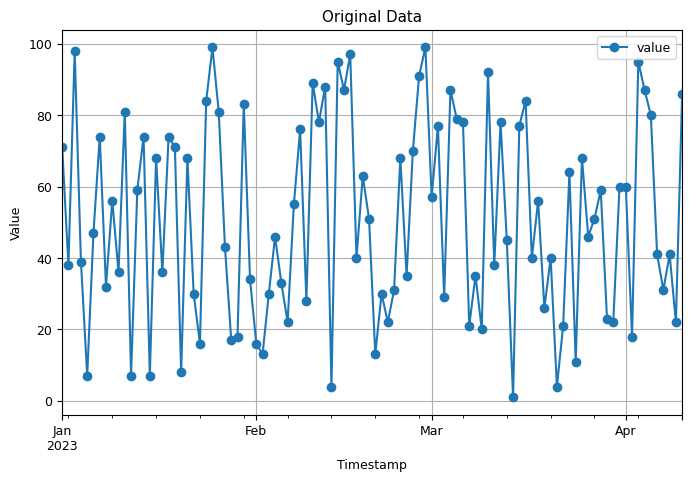 Original Data
value
100
80
60
40
20
0
Value
Jan Feb Mar Apr
2023
Timestamp